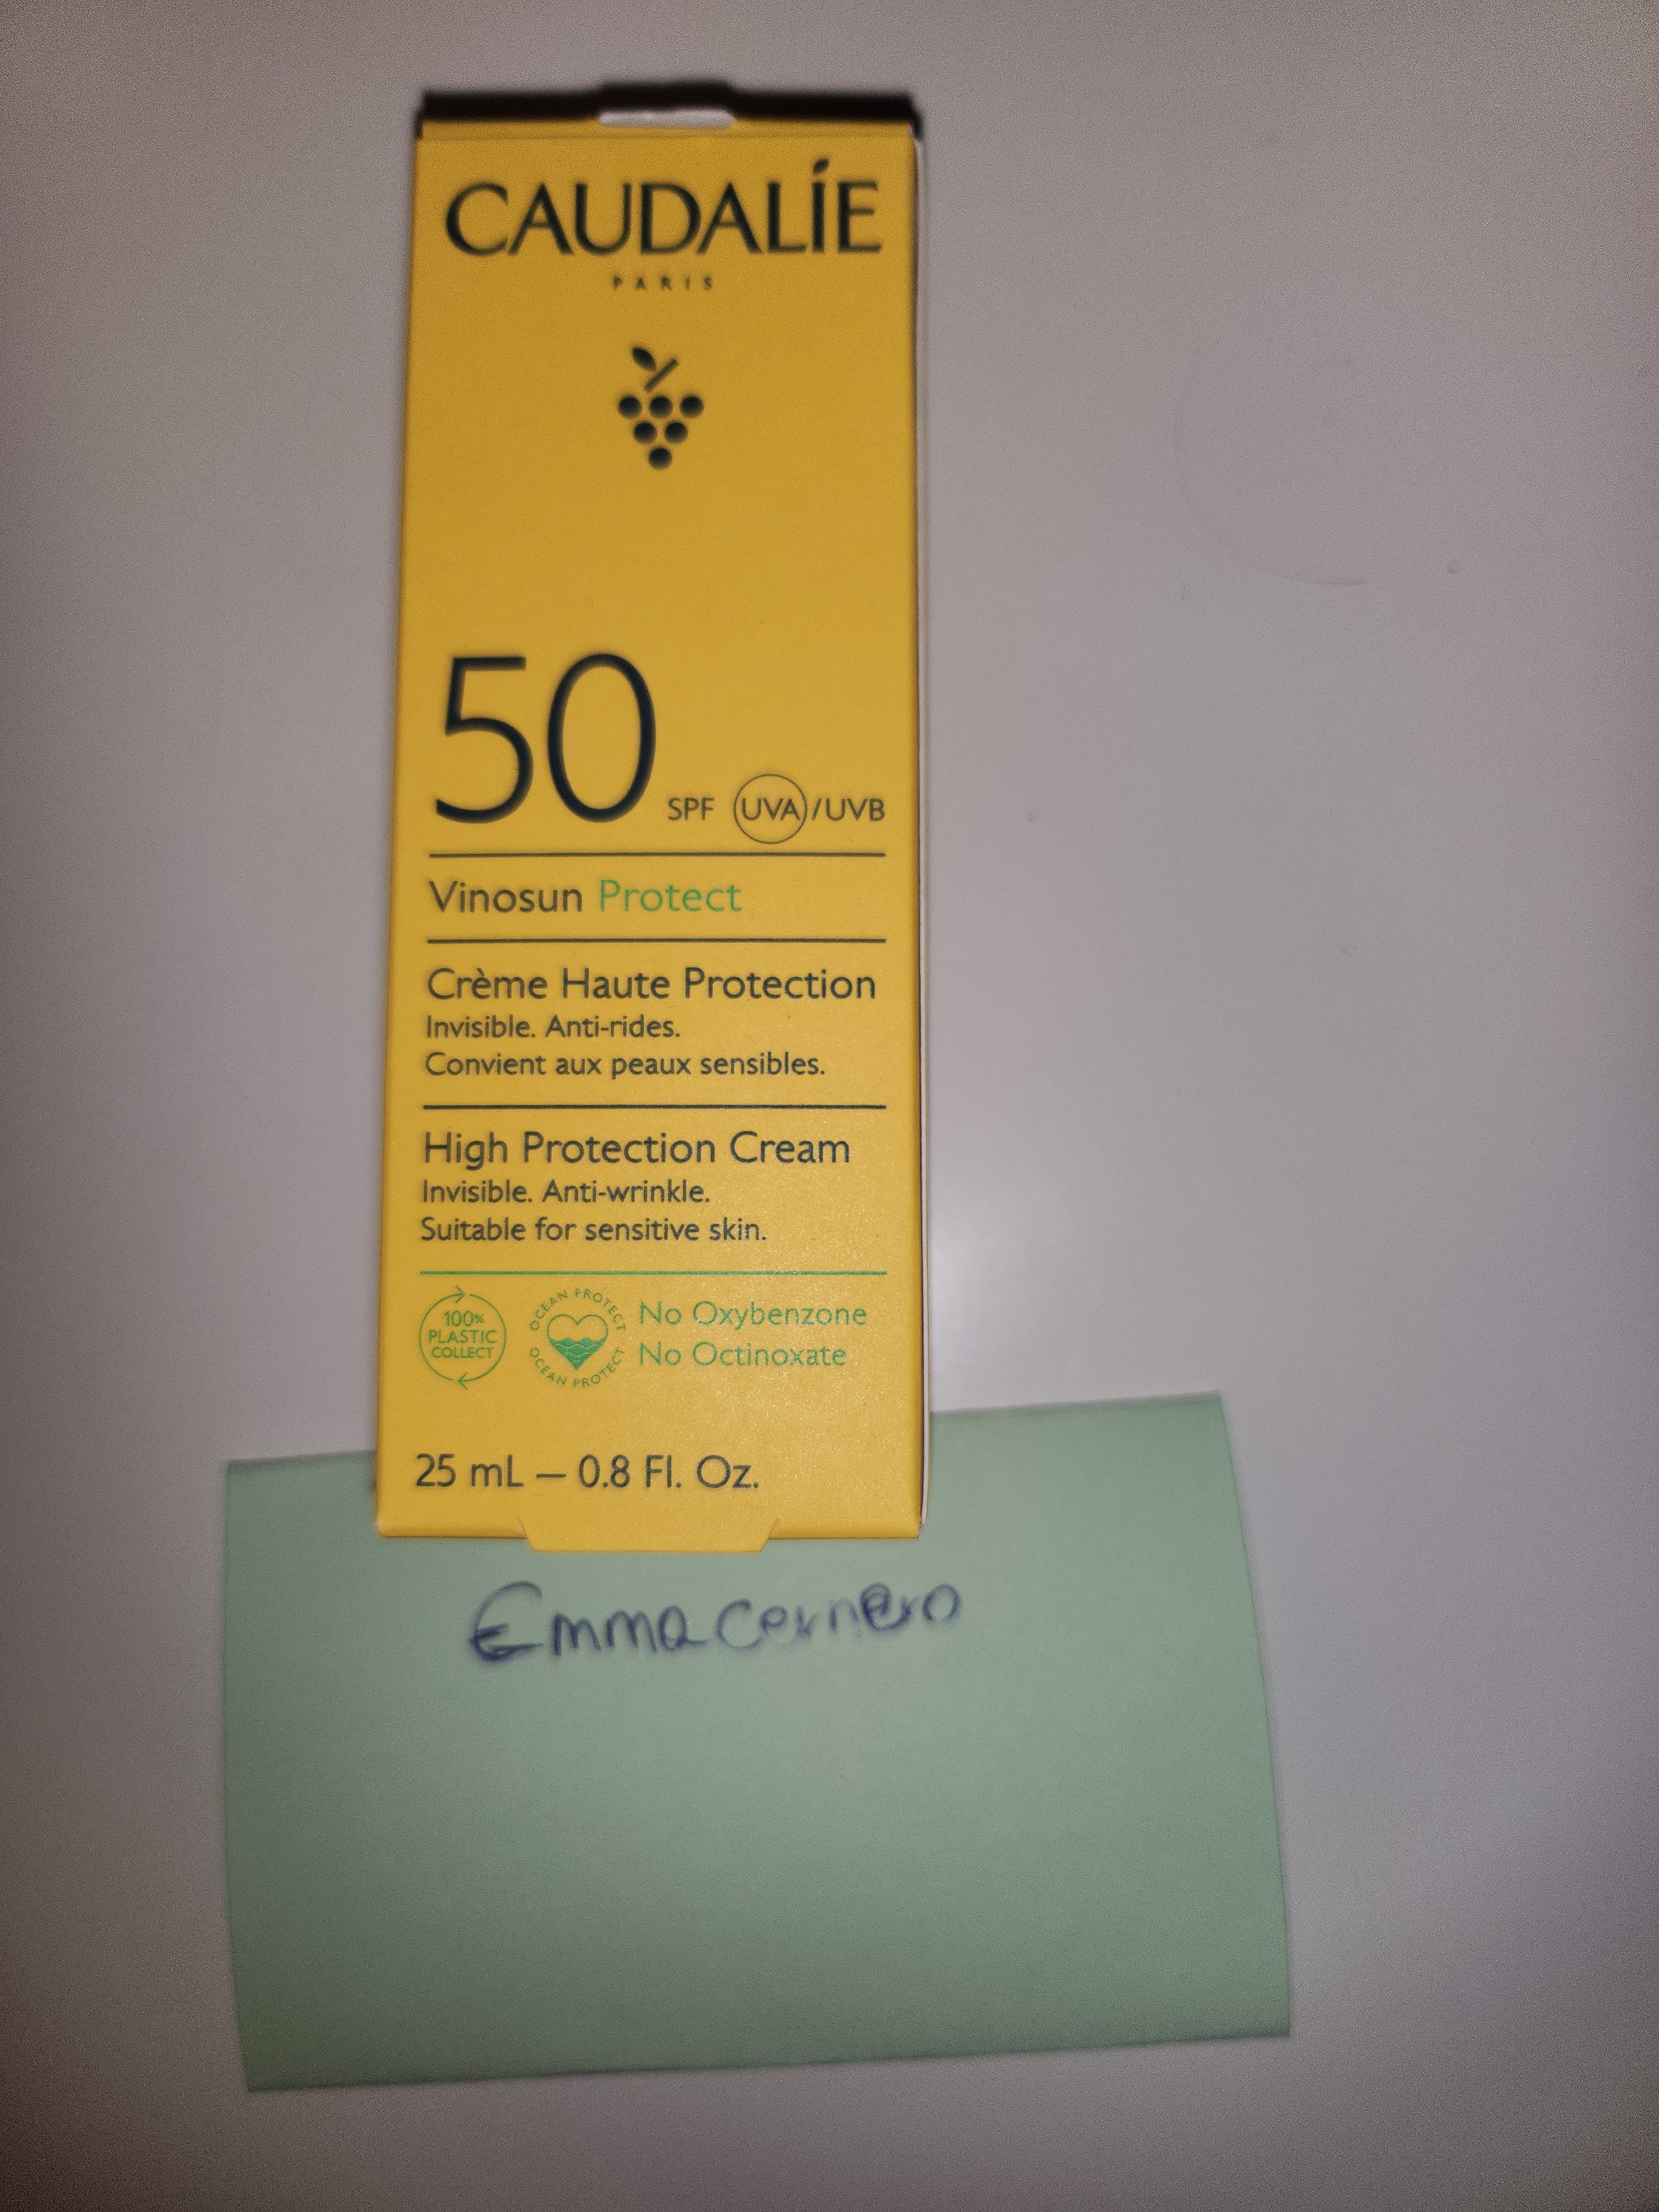 CAUDALÍE
PARIS
50 SPF UVA/UVB
Vinosun Protect
Crème Haute Protection
Invisible. Anti-rides.
Convient aux peaux sensibles.
High Protection Cream
Invisible. Anti-wrinkle.
Suitable for sensitive skin.
100%
PLASTIC
COLLECT
OCEAN PROTECT
OCEAN PROTECT
No Oxybenzone
No Octinoxate
25 mL – 0.8 Fl. Oz.
Emma